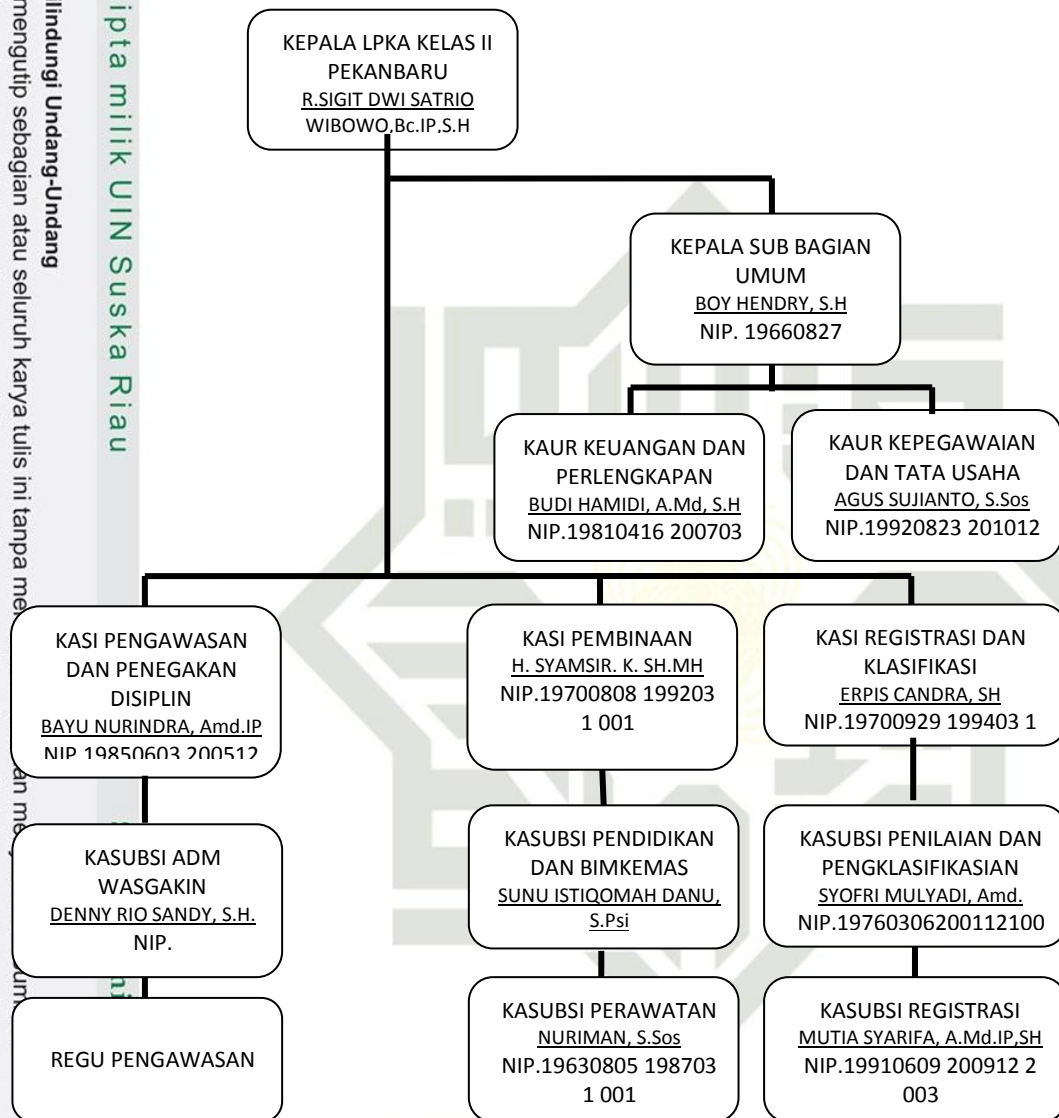 KEPALA LPKA KELAS II
PEKANBARU
R.SIGIT DWI SATRIO
WIBOWO,Bc.IP,S.H
KEPALA SUB BAGIAN
UMUM
BOY HENDRY, S.H
NIP. 19660827
KAUR KEUANGAN DAN
PERLENGKAPAN
BUDI HAMIDI, A.Md, S.H
NIP.19810416 200703
KAUR KEPEGAWAIAN
DAN TATA USAHA
AGUS SUJIANTO, S.Sos
NIP.19920823 201012
KASI PENGAWASAN
DAN PENEGAKAN
DISIPLIN
BAYU NURINDRA, Amd.IP
NIP 19850603 200512
KASI PEMBINAAN
H. SYAMSIR. K. SH.MH
NIP.19700808 199203
1 001
KASI REGISTRASI DAN
KLASIFIKASI
ERPIS CANDRA, SH
NIP.19700929 199403 1
KASUBSI ADM
WASGAKIN
DENNY RIO SANDY, S.H.
NIP.
KASUBSI PENDIDIKAN
DAN BIMKEMAS
SUNU ISTIQOMAH DANU,
S.Psi
KASUBSI PENILAIAN DAN
PENGKLASIFIKASIAN
SYOFRI MULYADI, Amd.
NIP.19760306200112100
REGU PENGAWASAN
KASUBSI PERAWATAN
NURIMAN, S.Sos
NIP.19630805 198703
1 001
KASUBSI REGISTRASI
MUTIA SYARIFA, A.Md.IP,SH
NIP.19910609 200912 2
003
ipta milik UIN Suska Riau
ilindungi Undang-Undang
mengutip sebagian atau seluruh karya tulis ini tanpa